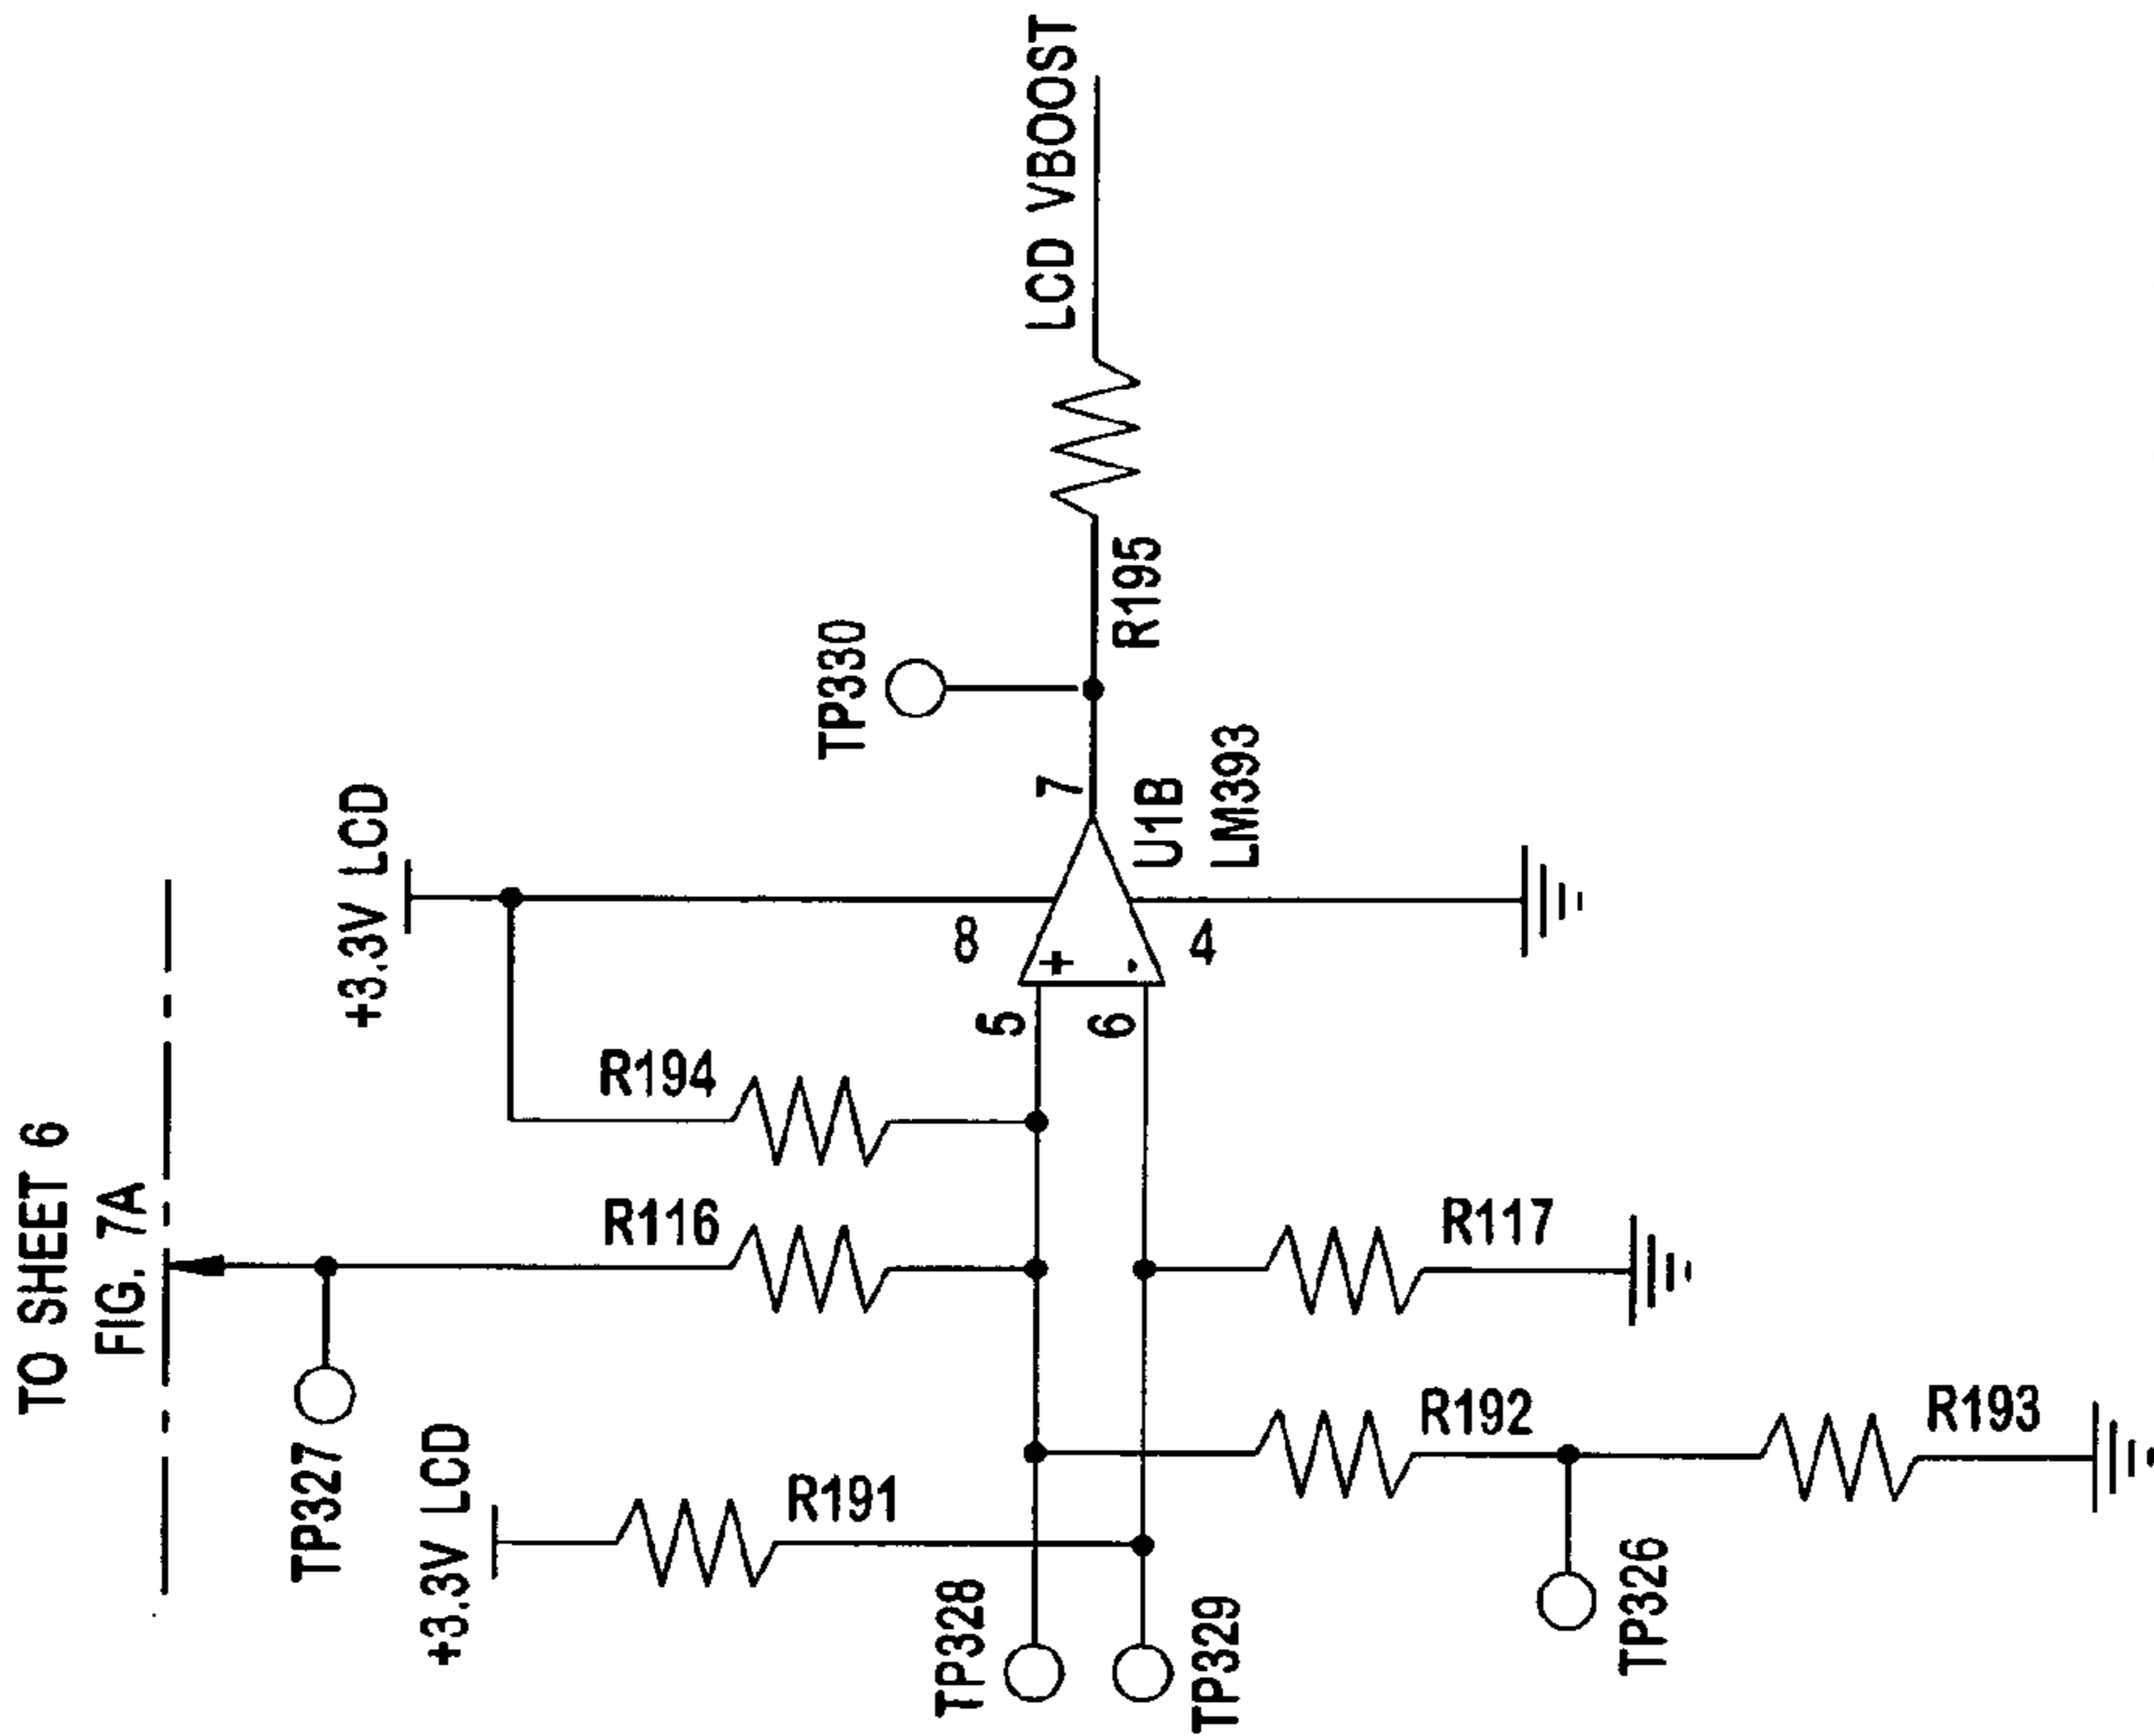 TO SHEET 6
FIG. 7A
TP327
+3.3V LCD
+3.3V LCD
R194
R116
R191
TP328
TP329
5
6
8
+
-
4
7
U1B
LM393
TP330
R195
LCD VBOOST
R117
R192
R193
TP326